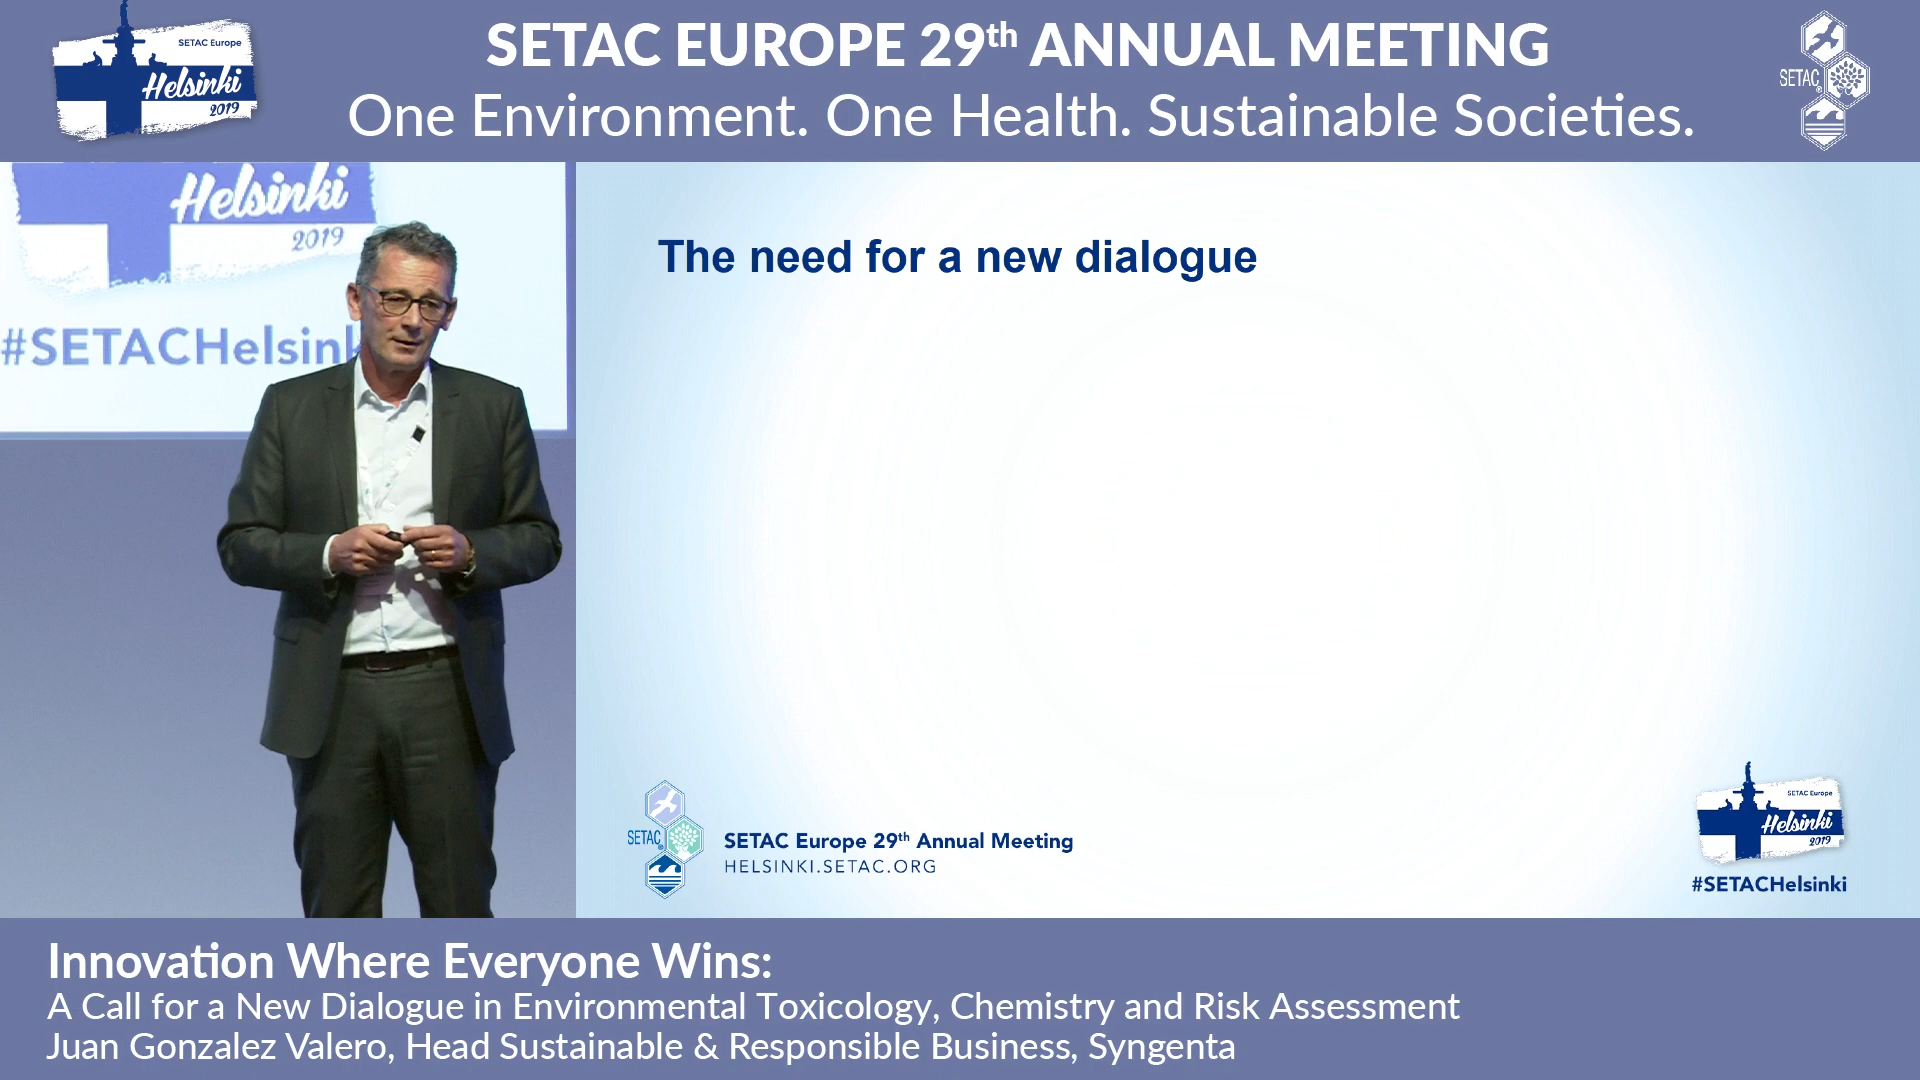 SETAC Europe
Helsinki
2019
SETAC EUROPE 29th ANNUAL MEETING
One Environment. One Health. Sustainable Societies.
SETAC
Helsinki
2019
#SETACHelsink
The need for a new dialogue
SETAC
SETAC Europe 29th Annual Meeting
HELSINKI.SETAC.ORG
SETAC Europe
Helsinki
2019
#SETACHelsinki
Innovation Where Everyone Wins:
A Call for a New Dialogue in Environmental Toxicology, Chemistry and Risk Assessment
Juan Gonzalez Valero, Head Sustainable & Responsible Business, Syngenta